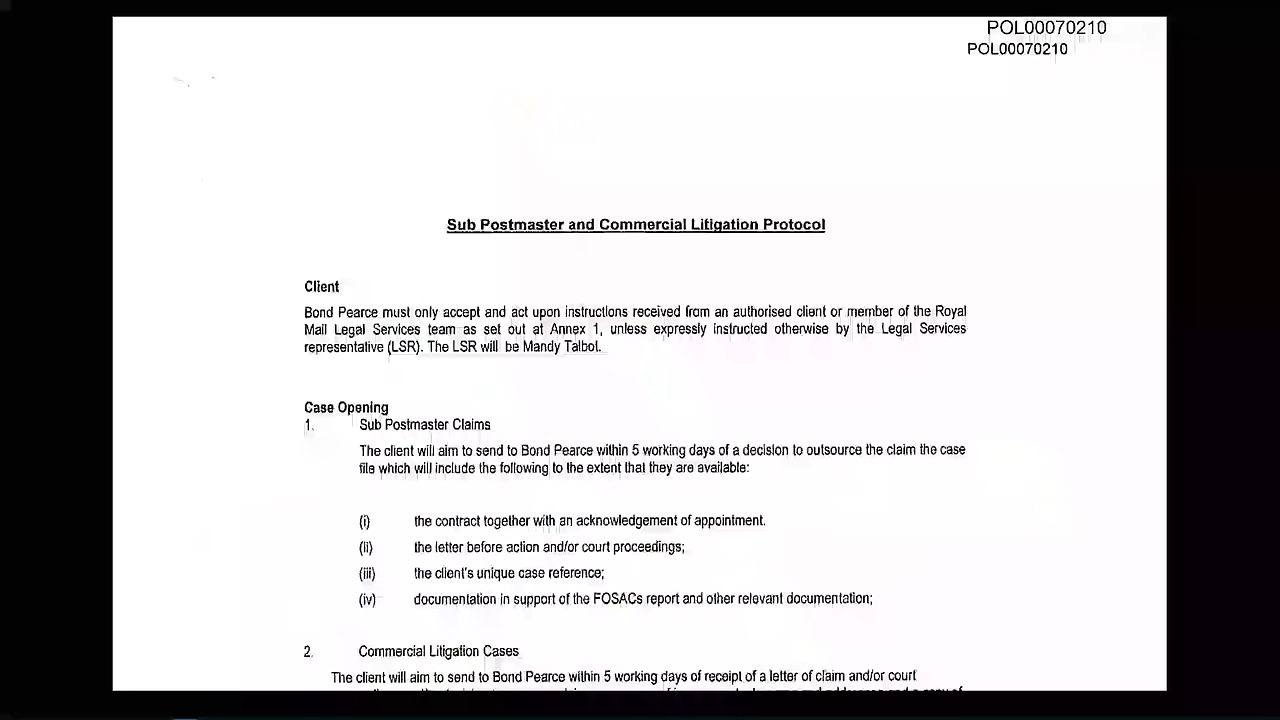 POL00070210
POL00070210
Sub Postmaster and Commercial Litigation Protocol
Client
Bond Pearce must only accept and act upon instructions received from an authorised client or member of the Royal
Mail Legal Services team as set out at Annex 1, unless expressly instructed otherwise by the Legal Services
representative (LSR). The LSR will be Mandy Talbot.
Case Opening
1. Sub Postmaster Claims
The client will aim to send to Bond Pearce within 5 working days of a decision to outsource the claim the case
file which will include the following to the extent that they are available:
(i) the contract together with an acknowledgement of appointment.
(ii) the letter before action and/or court proceedings;
(iii) the client's unique case reference;
(iv) documentation in support of the FOSACs report and other relevant documentation;
2. Commercial Litigation Cases
The client will aim to send to Bond Pearce within 5 working days of receipt of a letter of claim and/or court